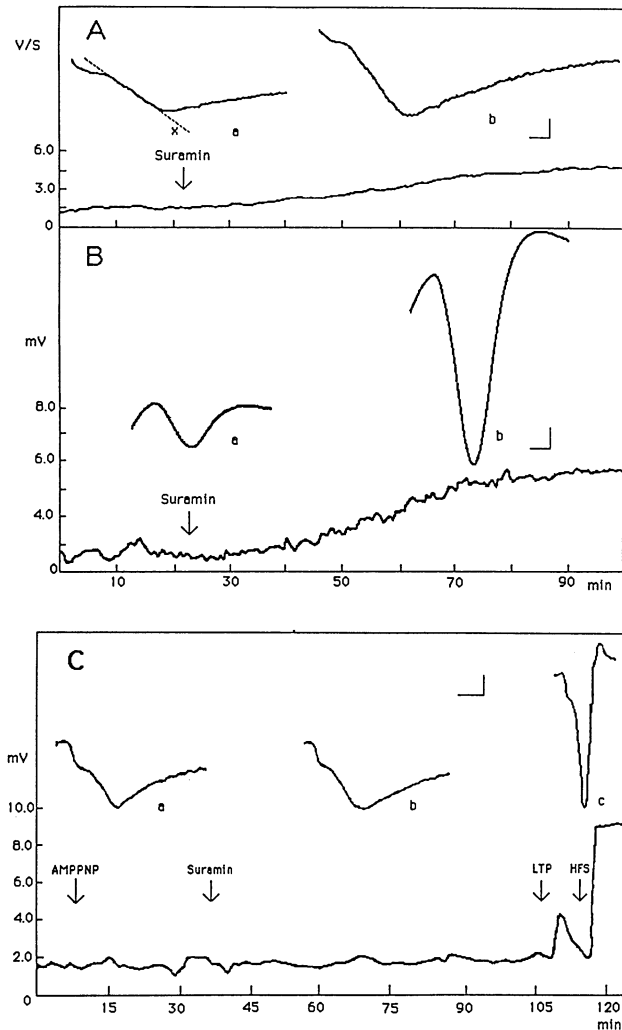 A
V/S
x
a
b
Suramin
6.0
3.0
0
B
mV
a
b
8.0
6.0
Suramin
4.0
0
10 30 50 70 90
min
C
mV
a
b
c
10.0
AMPPNP Suramin LTP HFS
8.0
6.0
4.0
2.0
0
15 30 45 60 75 90 105 120
min